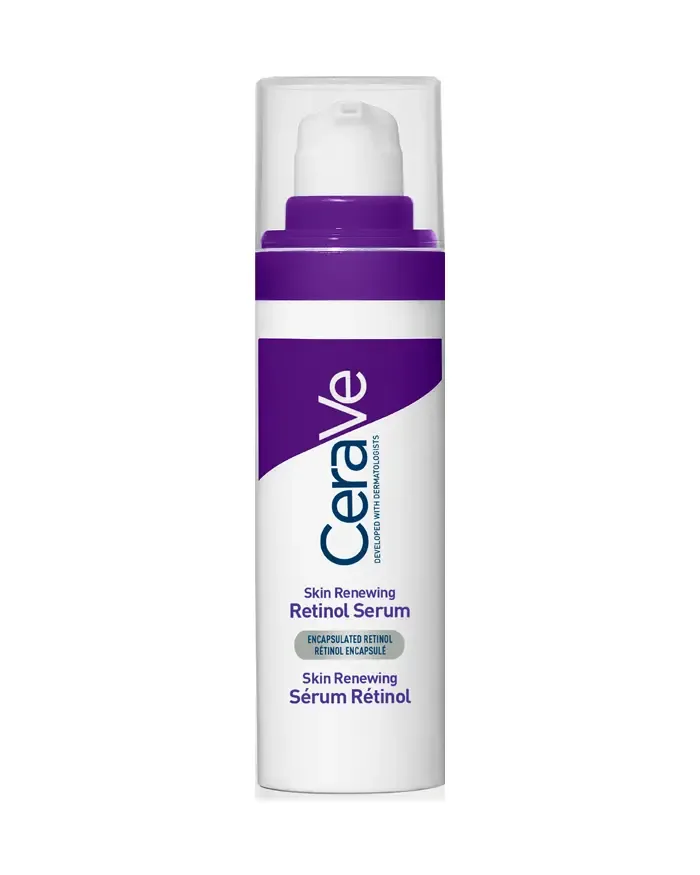 CeraVe
DEVELOPED WITH DERMATOLOGISTS
Skin Renewing
Retinol Serum
ENCAPSULATED RETINOL
RÉTINOL ENCAPSULÉ
Skin Renewing
Sérum Rétinol